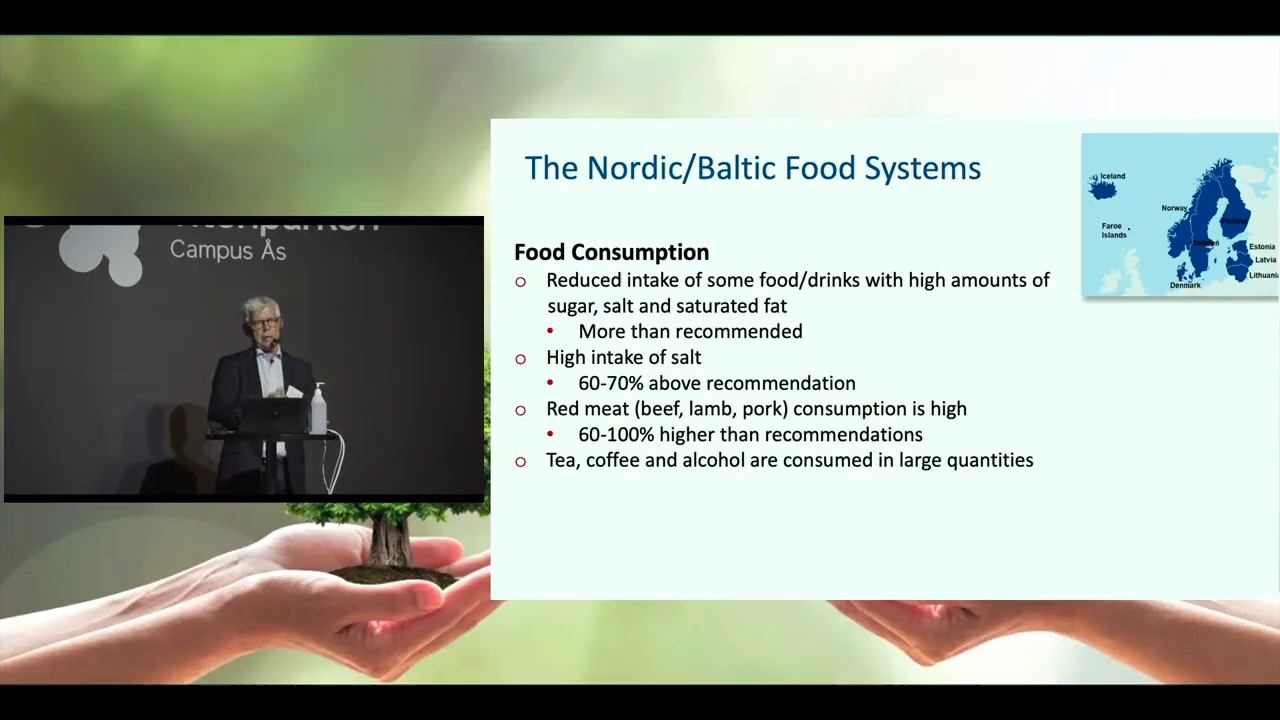 Campus Ås
The Nordic/Baltic Food Systems
Food Consumption
○ Reduced intake of some food/drinks with high amounts of
sugar, salt and saturated fat
• More than recommended
○ High intake of salt
• 60-70% above recommendation
○ Red meat (beef, lamb, pork) consumption is high
• 60-100% higher than recommendations
○ Tea, coffee and alcohol are consumed in large quantities
Iceland
Norway
Faroe
Islands
Finland
Sweden
Estonia
Latvia
Lithuania
Denmark